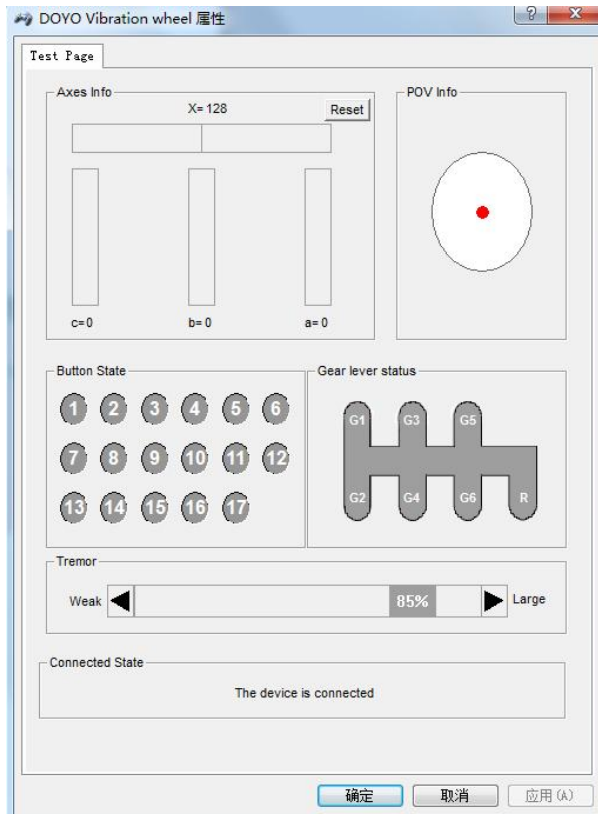 DOYO Vibration wheel 属性
Test Page
Axes Info
X= 128
Reset
c= 0
b= 0
a= 0
POV Info
Button State
1 2 3 4 5 6
7 8 9 10 11 12
13 14 15 16 17
Gear lever status
G1 G3 G5
G2 G4 G6 R
Tremor
Weak
85%
Large
Connected State
The device is connected
确定
取消
应用(A)